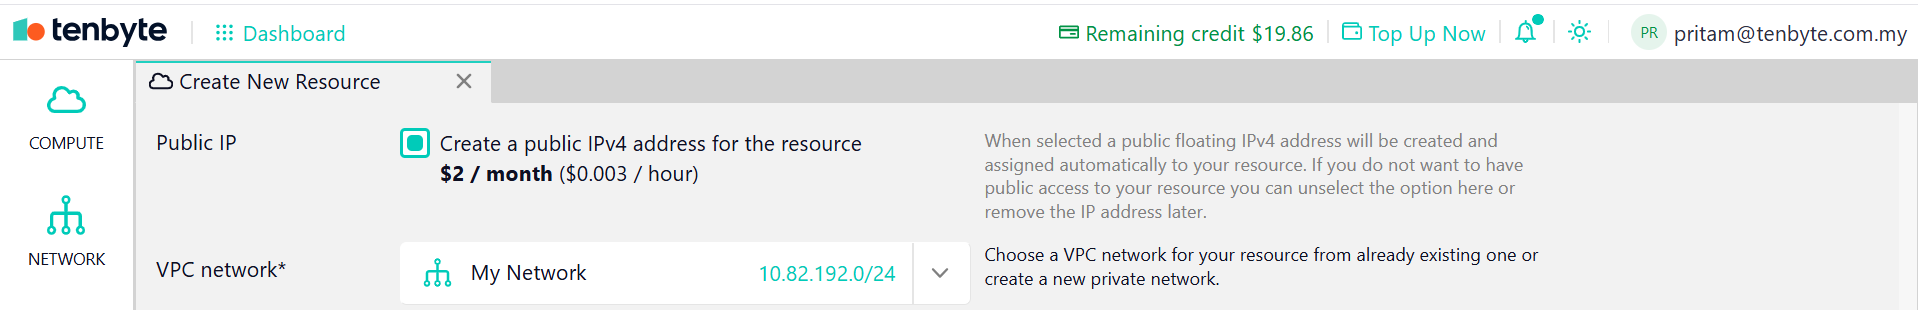 tenbyte
Dashboard
Remaining credit $19.86
Top Up Now
PR
pritam@tenbyte.com.my
Create New Resource
COMPUTE
NETWORK
Public IP
Create a public IPv4 address for the resource
$2 / month ($0.003 / hour)
When selected a public floating IPv4 address will be created and
assigned automatically to your resource. If you do not want to have
public access to your resource you can unselect the option here or
remove the IP address later.
VPC network*
My Network
10.82.192.0/24
Choose a VPC network for your resource from already existing one or
create a new private network.